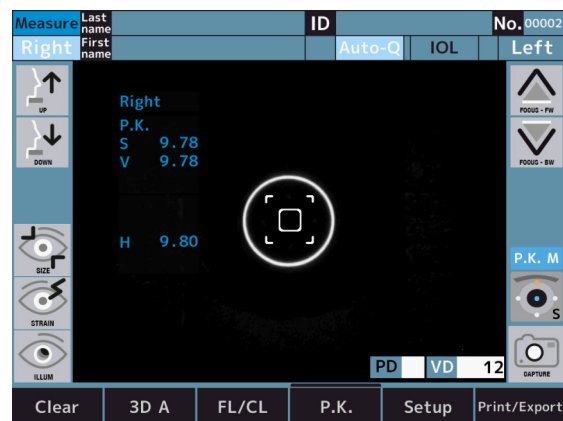 Measure Last name ID No. 00002
Right First name Auto-Q IOL Left
UP
DOWN
Right
P.K.
S 9.78
V 9.78
H 9.80
SIZE
STRAIN
ILLUM
FOCUS - FW
FOCUS - BW
P.K. M
S
CAPTURE
PD VD 12
Clear 3D A FL/CL P.K. Setup Print/Export